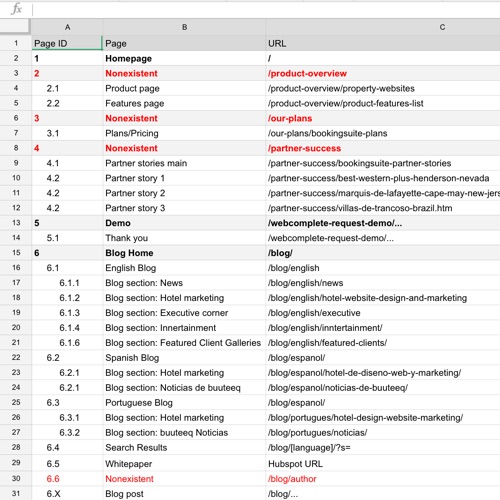 fx
A B C
1 Page ID Page URL
2 1 Homepage /
3 2 Nonexistent /product-overview
4 2.1 Product page /product-overview/property-websites
5 2.2 Features page /product-overview/product-features-list
6 3 Nonexistent /our-plans
7 3.1 Plans/Pricing /our-plans/bookingsuite-plans
8 4 Nonexistent /partner-success
9 4.1 Partner stories main /partner-success/bookingsuite-partner-stories
10 4.2 Partner story 1 /partner-success/best-western-plus-henderson-nevada
11 4.2 Partner story 2 /partner-success/marquis-de-lafayette-cape-may-new-jers
12 4.2 Partner story 3 /partner-success/villas-de-trancoso-brazil.htm
13 5 Demo /webcomplete-request-demo/...
14 5.1 Thank you /webcomplete-request-demo/...
15 6 Blog Home /blog/
16 6.1 English Blog /blog/english
17 6.1.1 Blog section: News /blog/english/news
18 6.1.2 Blog section: Hotel marketing /blog/english/hotel-website-design-and-marketing
19 6.1.3 Blog section: Executive corner /blog/english/executive
20 6.1.4 Blog section: Innertainment /blog/english/inntertainment/
21 6.1.6 Blog section: Featured Client Galleries /blog/english/featured-clients/
22 6.2 Spanish Blog /blog/espanol/
23 6.2.1 Blog section: Hotel marketing /blog/espanol/hotel-de-diseno-web-y-marketing/
24 6.2.1 Blog section: Noticias de buuteeq /blog/espanol/noticias-de-buuteeq/
25 6.3 Portuguese Blog /blog/espanol/
26 6.3.1 Blog section: Hotel marketing /blog/portugues/hotel-design-website-marketing/
27 6.3.2 Blog section: buuteeq Noticias /blog/portugues/noticias/
28 6.4 Search Results /blog/[language]/?s=
29 6.5 Whitepaper Hubspot URL
30 6.6 Nonexistent /blog/author
31 6.X Blog post /blog/...